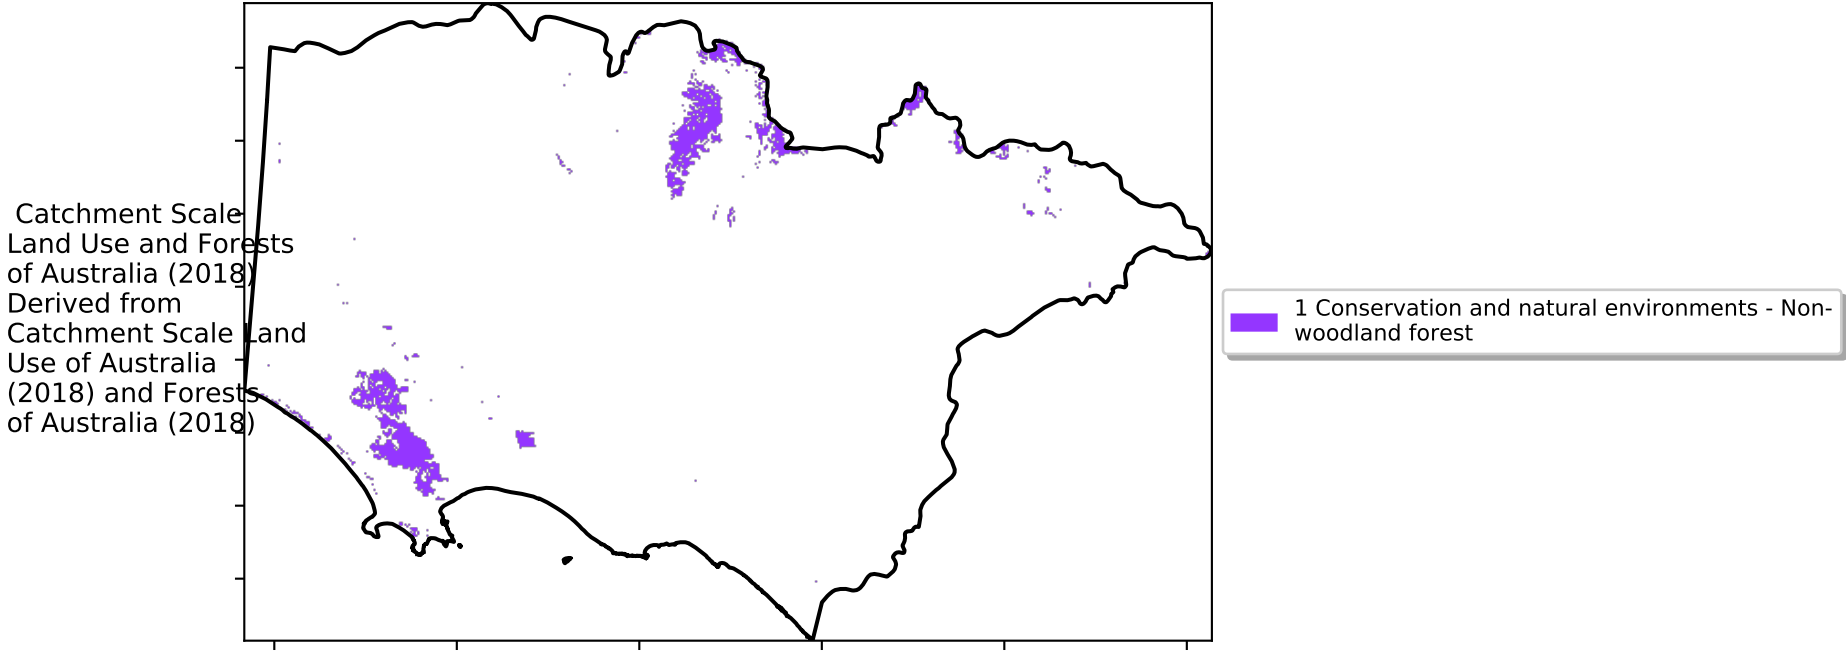 Catchment Scale
Land Use and Forests
of Australia (2018)
Derived from
Catchment Scale Land
Use of Australia
(2018) and Forests
of Australia (2018)
1 Conservation and natural environments - Non-
woodland forest